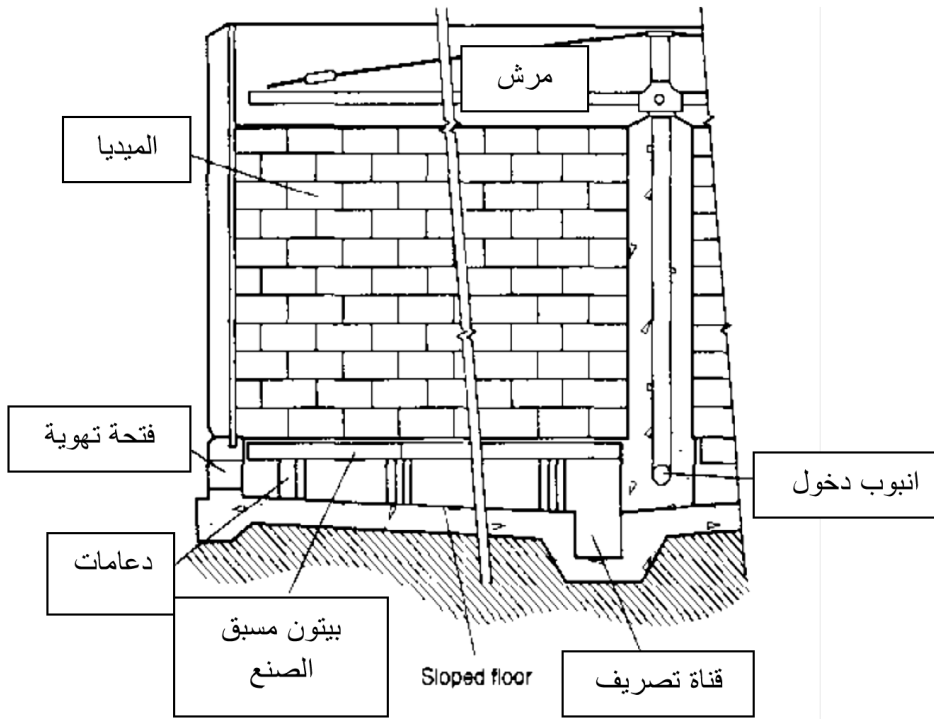 مرش
الميديا
فتحة تهوية
انبوب دخول
دعامات
بيتون مسبق
الصنع
Sloped floor
قناة تصريف